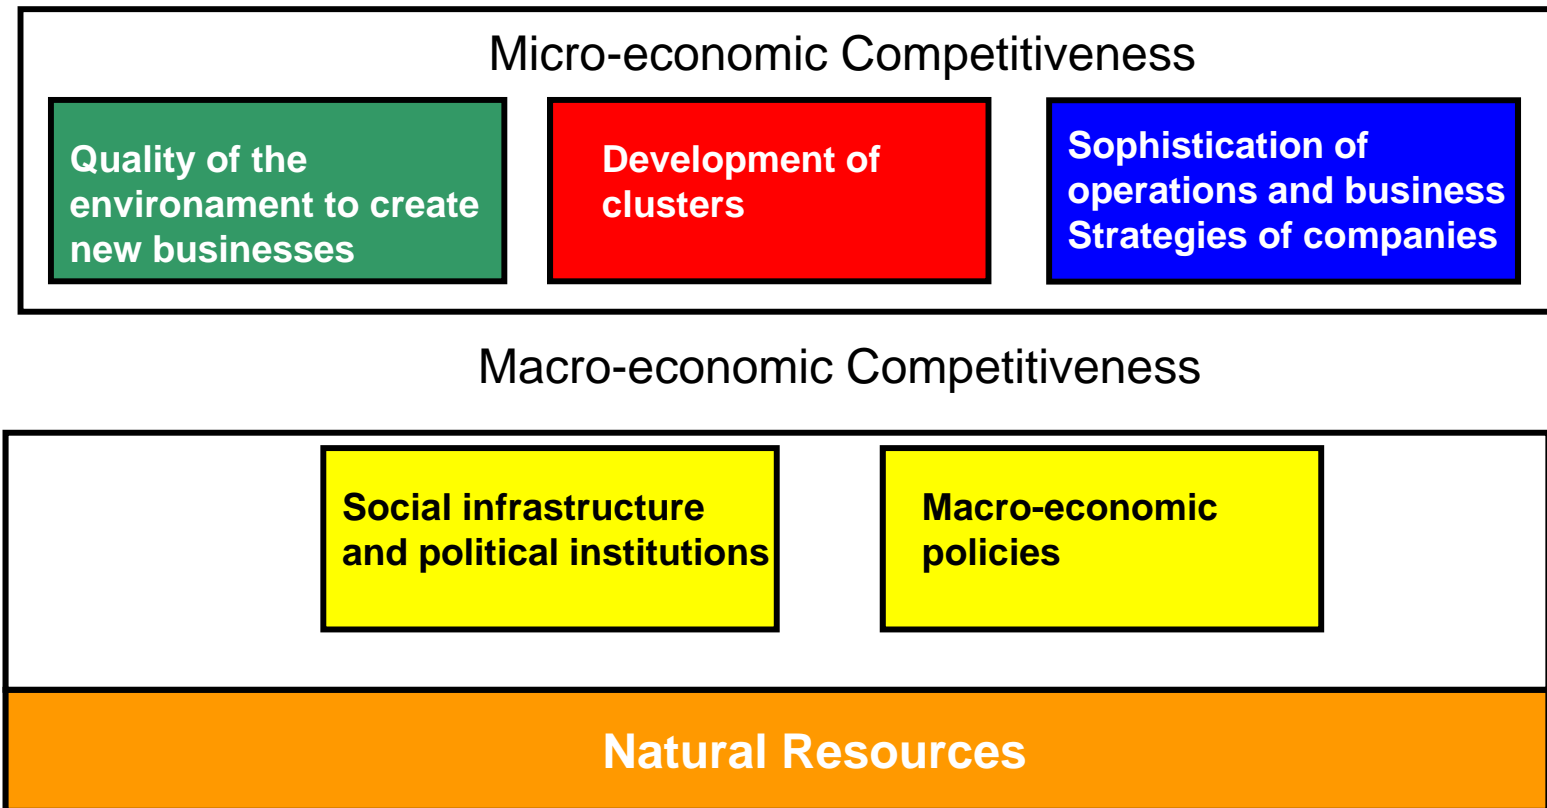 Micro-economic Competitiveness
Quality of the
environament to create
new businesses
Development of
clusters
Sophistication of
operations and business
Strategies of companies
Macro-economic Competitiveness
Social infrastructure
and political institutions
Macro-economic
policies
Natural Resources